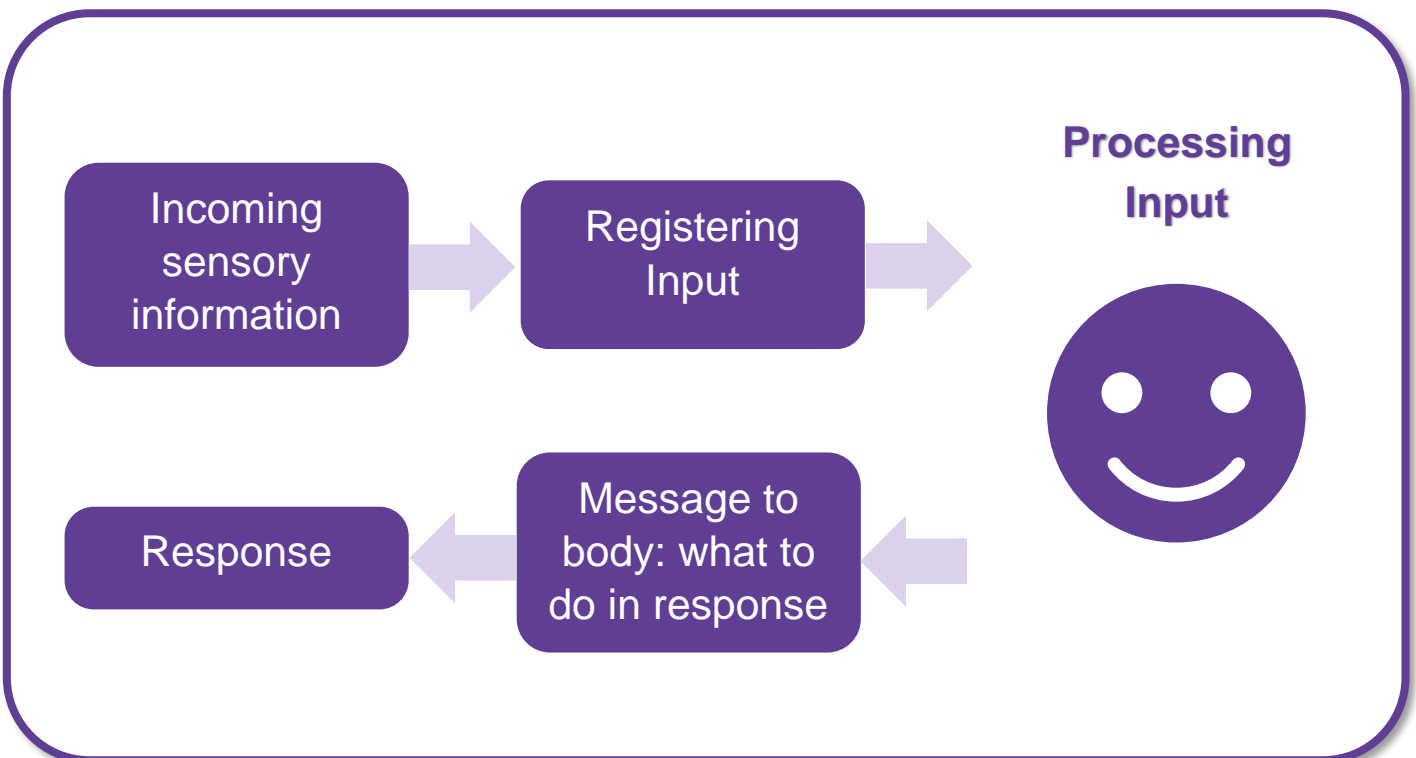 Incoming
sensory
information
Registering
Input
Processing
Input
Message to
body: what to
do in response
Response